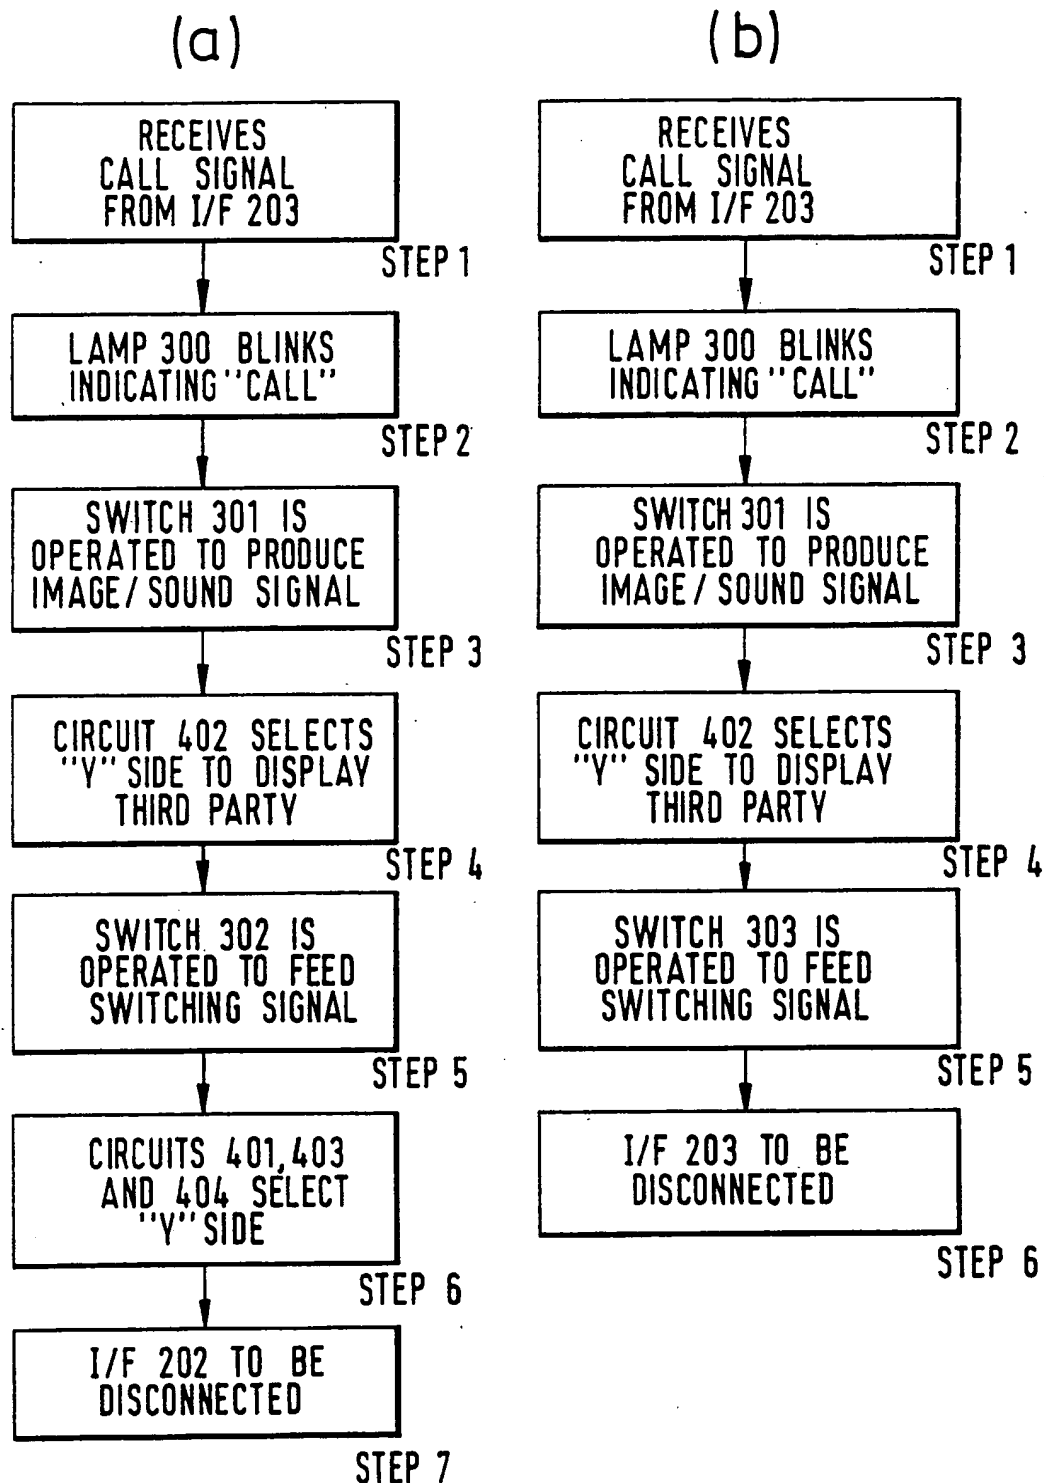 (a)
RECEIVES
CALL SIGNAL
FROM I/F 203
STEP 1
LAMP 300 BLINKS
INDICATING "CALL"
STEP 2
SWITCH 301 IS
OPERATED TO PRODUCE
IMAGE/SOUND SIGNAL
STEP 3
CIRCUIT 402 SELECTS
"Y" SIDE TO DISPLAY
THIRD PARTY
STEP 4
SWITCH 302 IS
OPERATED TO FEED
SWITCHING SIGNAL
STEP 5
CIRCUITS 401,403
AND 404 SELECT
"Y" SIDE
STEP 6
I/F 202 TO BE
DISCONNECTED
STEP 7
(b)
RECEIVES
CALL SIGNAL
FROM I/F 203
STEP 1
LAMP 300 BLINKS
INDICATING "CALL"
STEP 2
SWITCH 301 IS
OPERATED TO PRODUCE
IMAGE/SOUND SIGNAL
STEP 3
CIRCUIT 402 SELECTS
"Y" SIDE TO DISPLAY
THIRD PARTY
STEP 4
SWITCH 303 IS
OPERATED TO FEED
SWITCHING SIGNAL
STEP 5
I/F 203 TO BE
DISCONNECTED
STEP 6